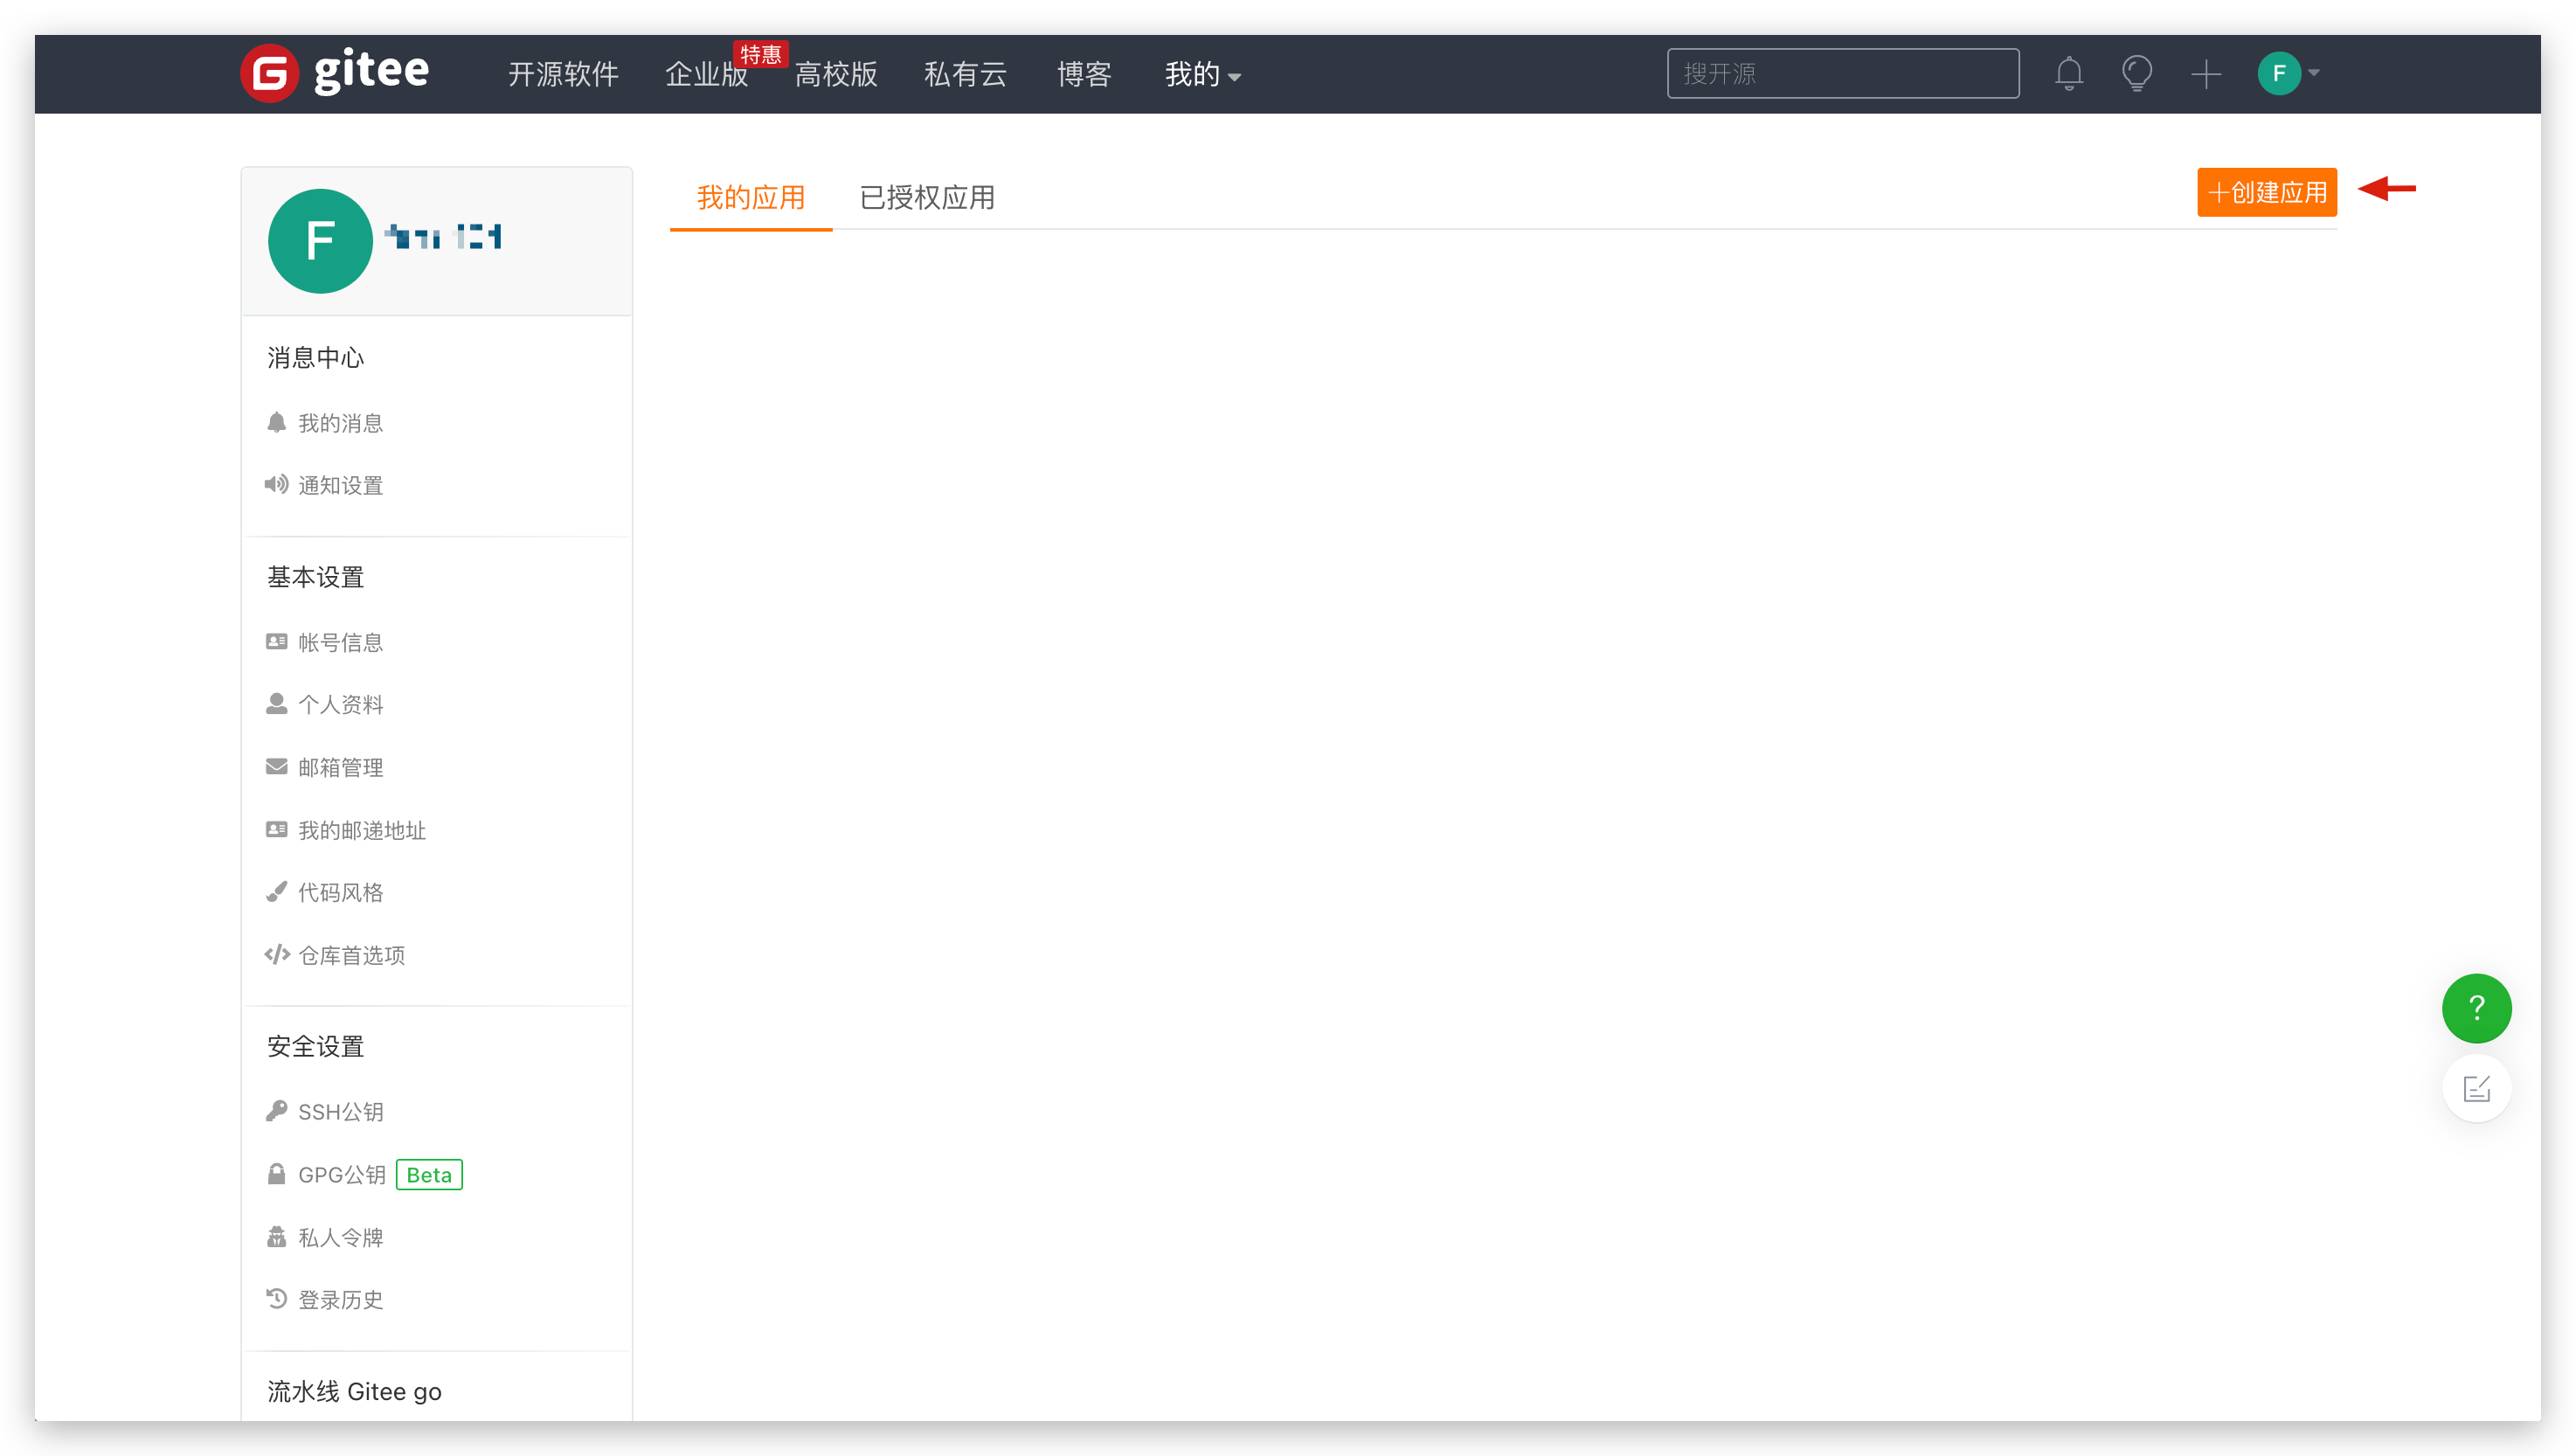 gitee
开源软件
企业版
特惠
高校版
私有云
博客
我的
搜开源
F
F
我的应用
已授权应用
+创建应用
消息中心
我的消息
通知设置
基本设置
帐号信息
个人资料
邮箱管理
我的邮递地址
代码风格
仓库首选项
安全设置
SSH公钥
GPG公钥 Beta
私人令牌
登录历史
流水线 Gitee go
?